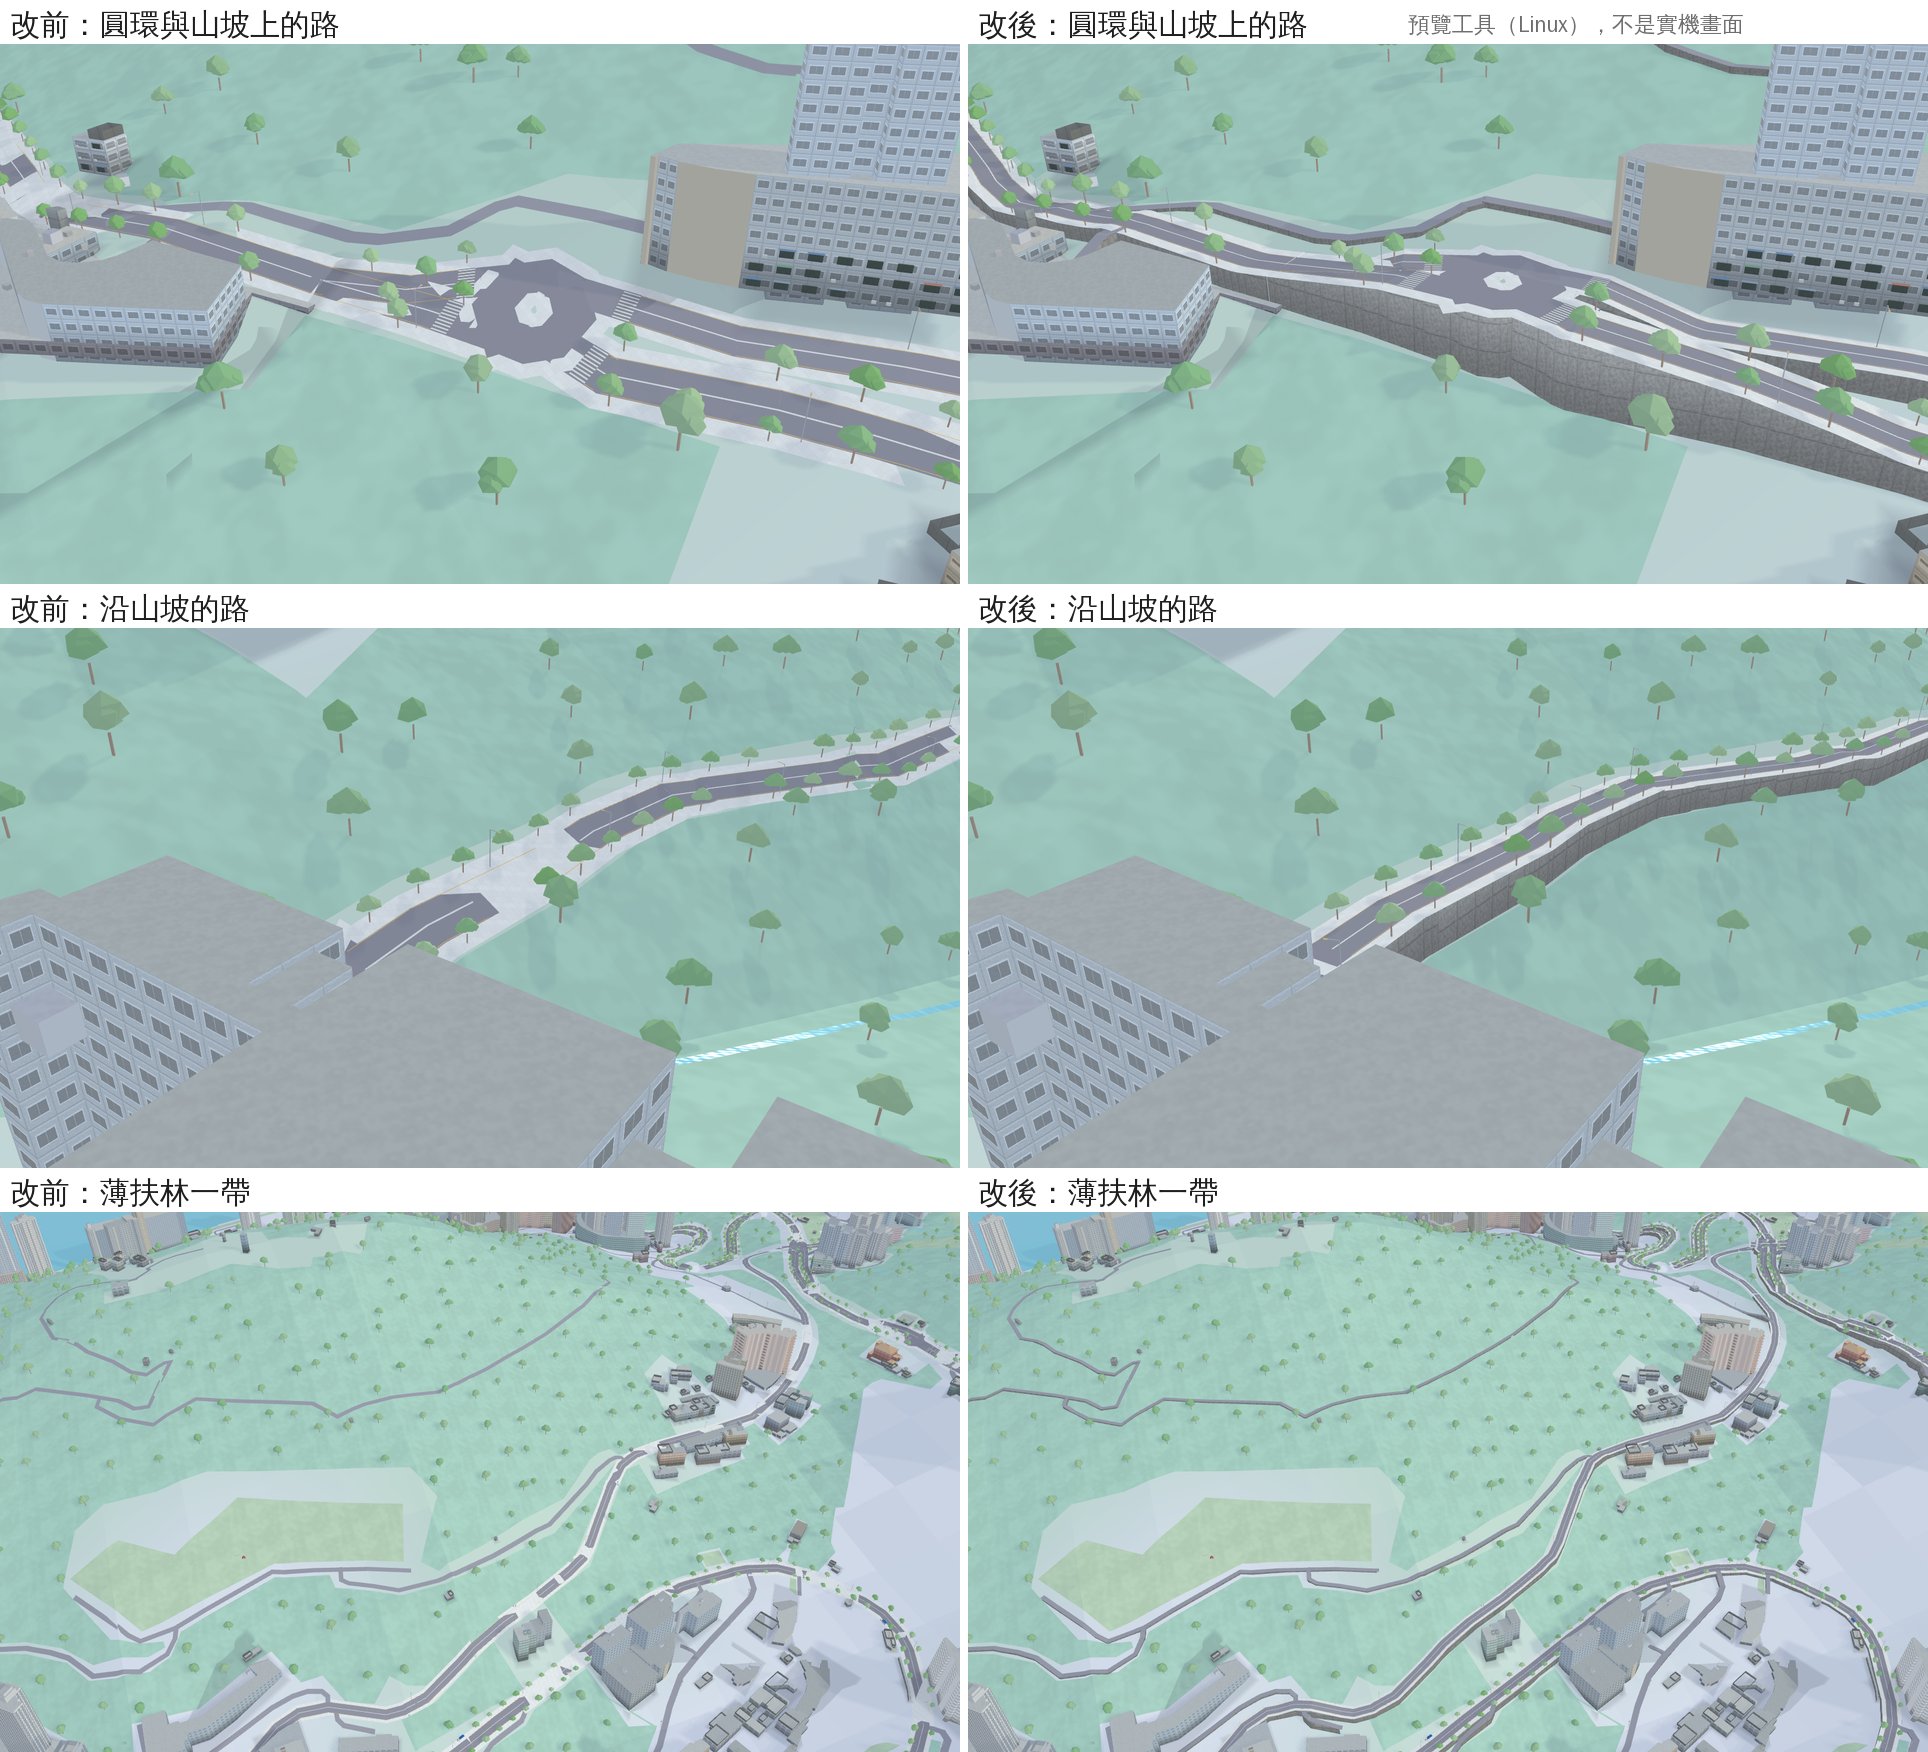 改前：圓環與山坡上的路
改後：圓環與山坡上的路
預覽工具（Linux），不是實機畫面
改前：沿山坡的路
改後：沿山坡的路
改前：薄扶林一帶
改後：薄扶林一帶